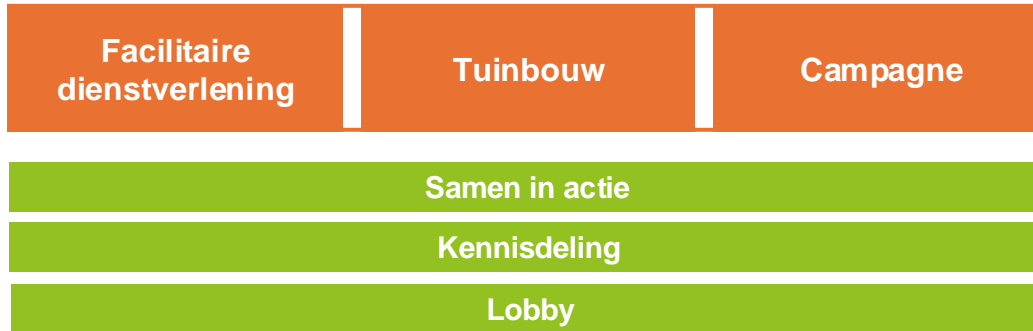 Facilitaire
dienstverlening
Tuinbouw
Campagne
Samen in actie
Kennisdeling
Lobby